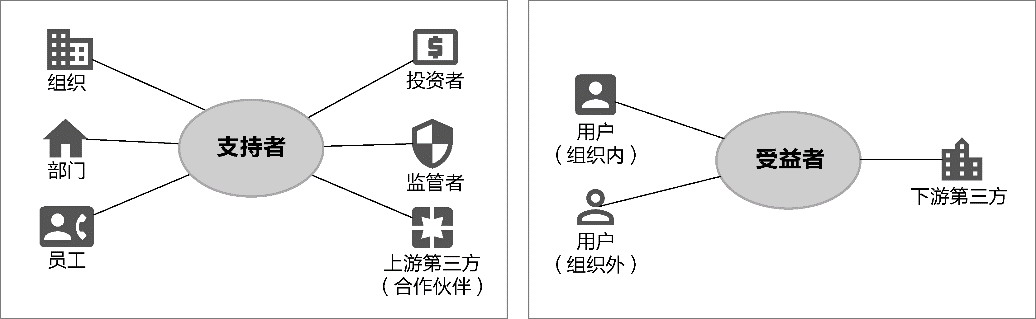 组织
部门
员工
支持者
投资者
监管者
上游第三方
（合作伙伴）
用户
（组织内）
用户
（组织外）
受益者
下游第三方